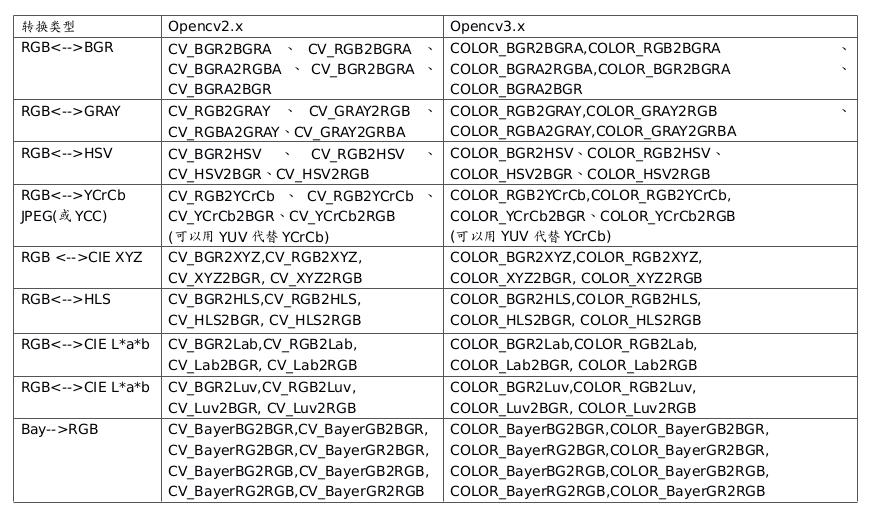 转换类型 Opencv2.x Opencv3.x
RGB<-->BGR CV_BGR2BGRA 、 CV_RGB2BGRA 、 COLOR_BGR2BGRA,COLOR_RGB2BGRA 、
CV_BGRA2RGBA 、 CV_BGR2BGRA 、 COLOR_BGRA2RGBA,COLOR_BGR2BGRA 、
CV_BGRA2BGR COLOR_BGRA2BGR
RGB<-->GRAY CV_RGB2GRAY 、 CV_GRAY2RGB 、 COLOR_RGB2GRAY,COLOR_GRAY2RGB 、
CV_RGBA2GRAY、CV_GRAY2GRBA COLOR_RGBA2GRAY,COLOR_GRAY2GRBA
RGB<-->HSV CV_BGR2HSV 、 CV_RGB2HSV 、 COLOR_BGR2HSV、COLOR_RGB2HSV、
CV_HSV2BGR、CV_HSV2RGB COLOR_HSV2BGR、COLOR_HSV2RGB
RGB<-->YCrCb CV_RGB2YCrCb 、 CV_RGB2YCrCb 、 COLOR_RGB2YCrCb,COLOR_RGB2YCrCb,
JPEG(或YCC) CV_YCrCb2BGR、CV_YCrCb2RGB COLOR_YCrCb2BGR、COLOR_YCrCb2RGB
(可以用 YUV 代替 YCrCb) (可以用 YUV 代替 YCrCb)
RGB <-->CIE XYZ CV_BGR2XYZ,CV_RGB2XYZ, COLOR_BGR2XYZ,COLOR_RGB2XYZ,
CV_XYZ2BGR, CV_XYZ2RGB COLOR_XYZ2BGR, COLOR_XYZ2RGB
RGB<-->HLS CV_BGR2HLS,CV_RGB2HLS, COLOR_BGR2HLS,COLOR_RGB2HLS,
CV_HLS2BGR, CV_HLS2RGB COLOR_HLS2BGR, COLOR_HLS2RGB
RGB<-->CIE L*a*b CV_BGR2Lab,CV_RGB2Lab, COLOR_BGR2Lab,COLOR_RGB2Lab,
CV_Lab2BGR, CV_Lab2RGB COLOR_Lab2BGR, COLOR_Lab2RGB
RGB<-->CIE L*a*b CV_BGR2Luv,CV_RGB2Luv, COLOR_BGR2Luv,COLOR_RGB2Luv,
CV_Luv2BGR, CV_Luv2RGB COLOR_Luv2BGR, COLOR_Luv2RGB
Bay-->RGB CV_BayerBG2BGR,CV_BayerGB2BGR, COLOR_BayerBG2BGR,COLOR_BayerGB2BGR,
CV_BayerRG2BGR,CV_BayerGR2BGR, COLOR_BayerRG2BGR,COLOR_BayerGR2BGR,
CV_BayerBG2RGB,CV_BayerGB2RGB, COLOR_BayerBG2RGB,COLOR_BayerGB2RGB,
CV_BayerRG2RGB,CV_BayerGR2RGB COLOR_BayerRG2RGB,COLOR_BayerGR2RGB